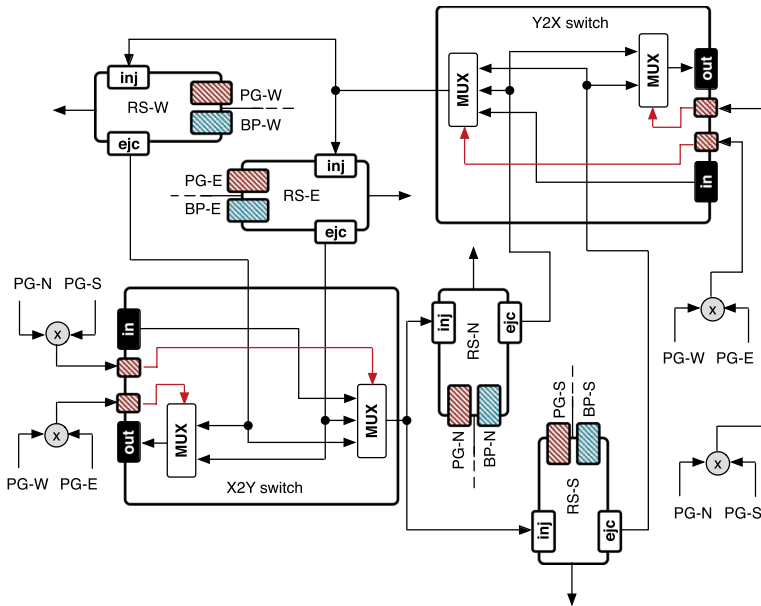 Y2X switch
inj
PG-W
RS-W
BP-W
ejc
MUX
MUX
out
in
inj
PG-E
RS-E
BP-E
ejc
PG-N PG-S
x
in
out
MUX
MUX
X2Y switch
x
PG-W PG-E
inj
RS-N
ejc
PG-N
BP-N
x
PG-W PG-E
PG-S
BP-S
RS-S
inj
ejc
x
PG-N PG-S